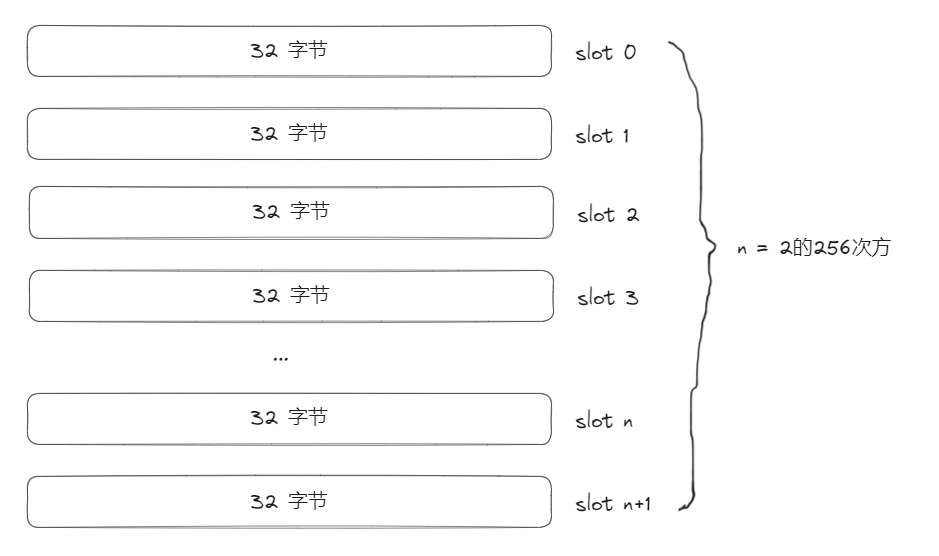 32 字节 slot 0
32 字节 slot 1
32 字节 slot 2
n = 2的256次方
32 字节 slot 3
...
32 字节 slot n
32 字节 slot n+1